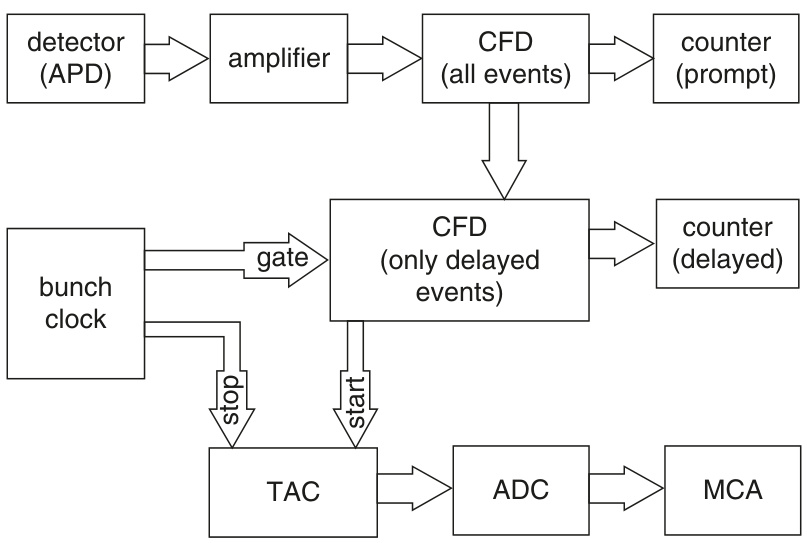 detector
(APD)
amplifier
CFD
(all events)
counter
(prompt)
bunch
clock
gate
CFD
(only delayed
events)
counter
(delayed)
stop
start
TAC
ADC
MCA